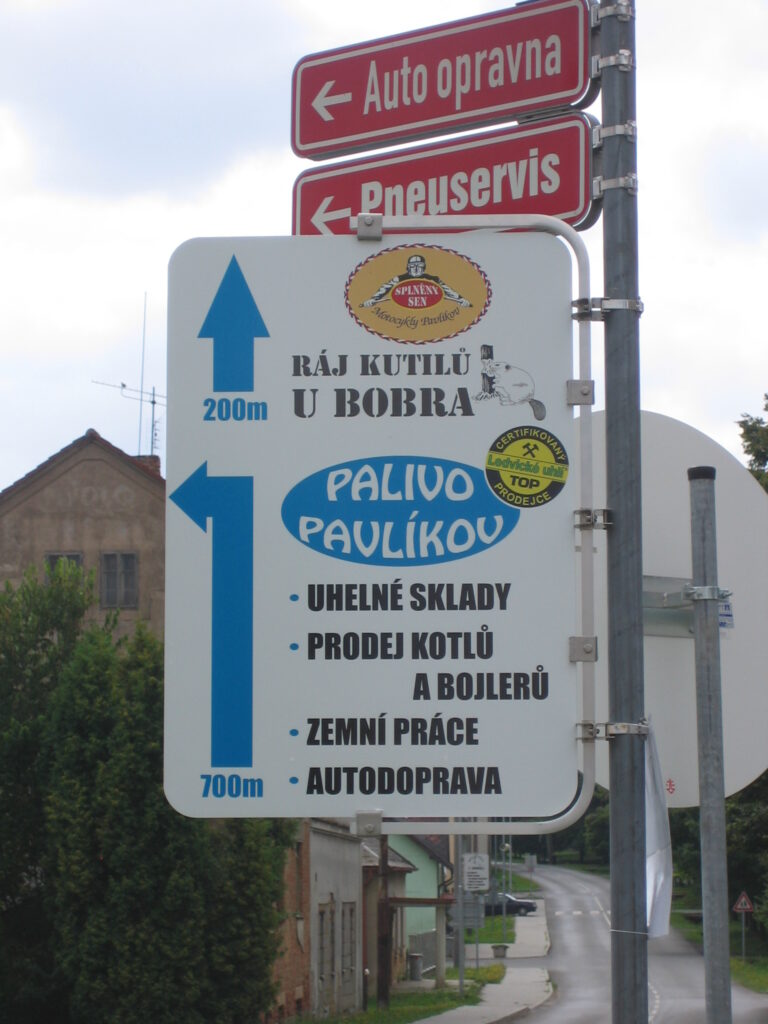 Auto opravna
Pneuservis
SPLNĚNÝ
SEN
Motocykly Pavlíkov
RÁJ KUTILŮ
U BOBRA
200m
CERTIFIKOVANÝ
Ledvické uhlí
TOP
PRODEJCE
PALIVO
PAVLÍKOV
• UHELNÉ SKLADY
• PRODEJ KOTLŮ
A BOJLERŮ
• ZEMNÍ PRÁCE
• AUTODOPRAVA
700m